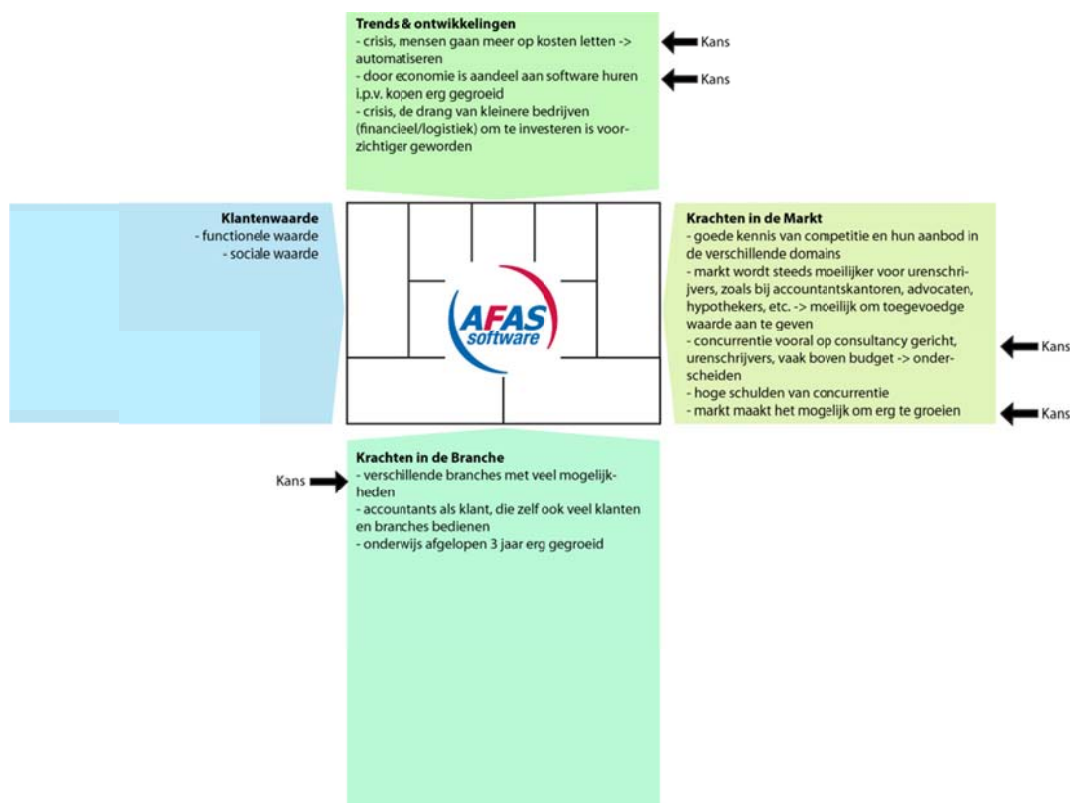 Trends & ontwikkelingen
- crisis, mensen gaan meer op kosten letten ->
automatiseren
- door economie is aandeel aan software huren
i.p.v. kopen erg gegroeid
- crisis, de drang van kleinere bedrijven
(financieel/logistiek) om te investeren is voor-
zichtiger geworden
Kans
Kans
Klantenwaarde
- functionele waarde
- sociale waarde
AFAS
software
Krachten in de Markt
- goede kennis van competitie en hun aanbod in
de verschillende domains
- markt wordt steeds moeilijker voor urenschri-
jvers, zoals bij accountantskantoren, advocaten,
hypothekers, etc. -> moeilijk om toegevoedge
waarde aan te geven
- concurrentie vooral op consultancy gericht,
urenschrijvers, vaak boven budget -> onder-
scheiden
- hoge schulden van concurrentie
- markt maakt het mogelijk om erg te groeien
Kans
Kans
Krachten in de Branche
- verschillende branches met veel mogelijk-
heden
- accountants als klant, die zelf ook veel klanten
en branches bedienen
- onderwijs afgelopen 3 jaar erg gegroeid
Kans